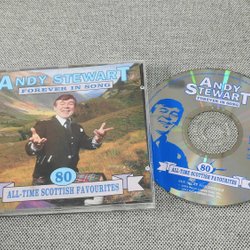 ANDY STEWART
FOREVER IN SONG
80
ALL-TIME SCOTTISH FAVOURITES
ANDY
STEWART
FOREVER IN SONG
80
ALL-TIME SCOTTISH FAVOURITES